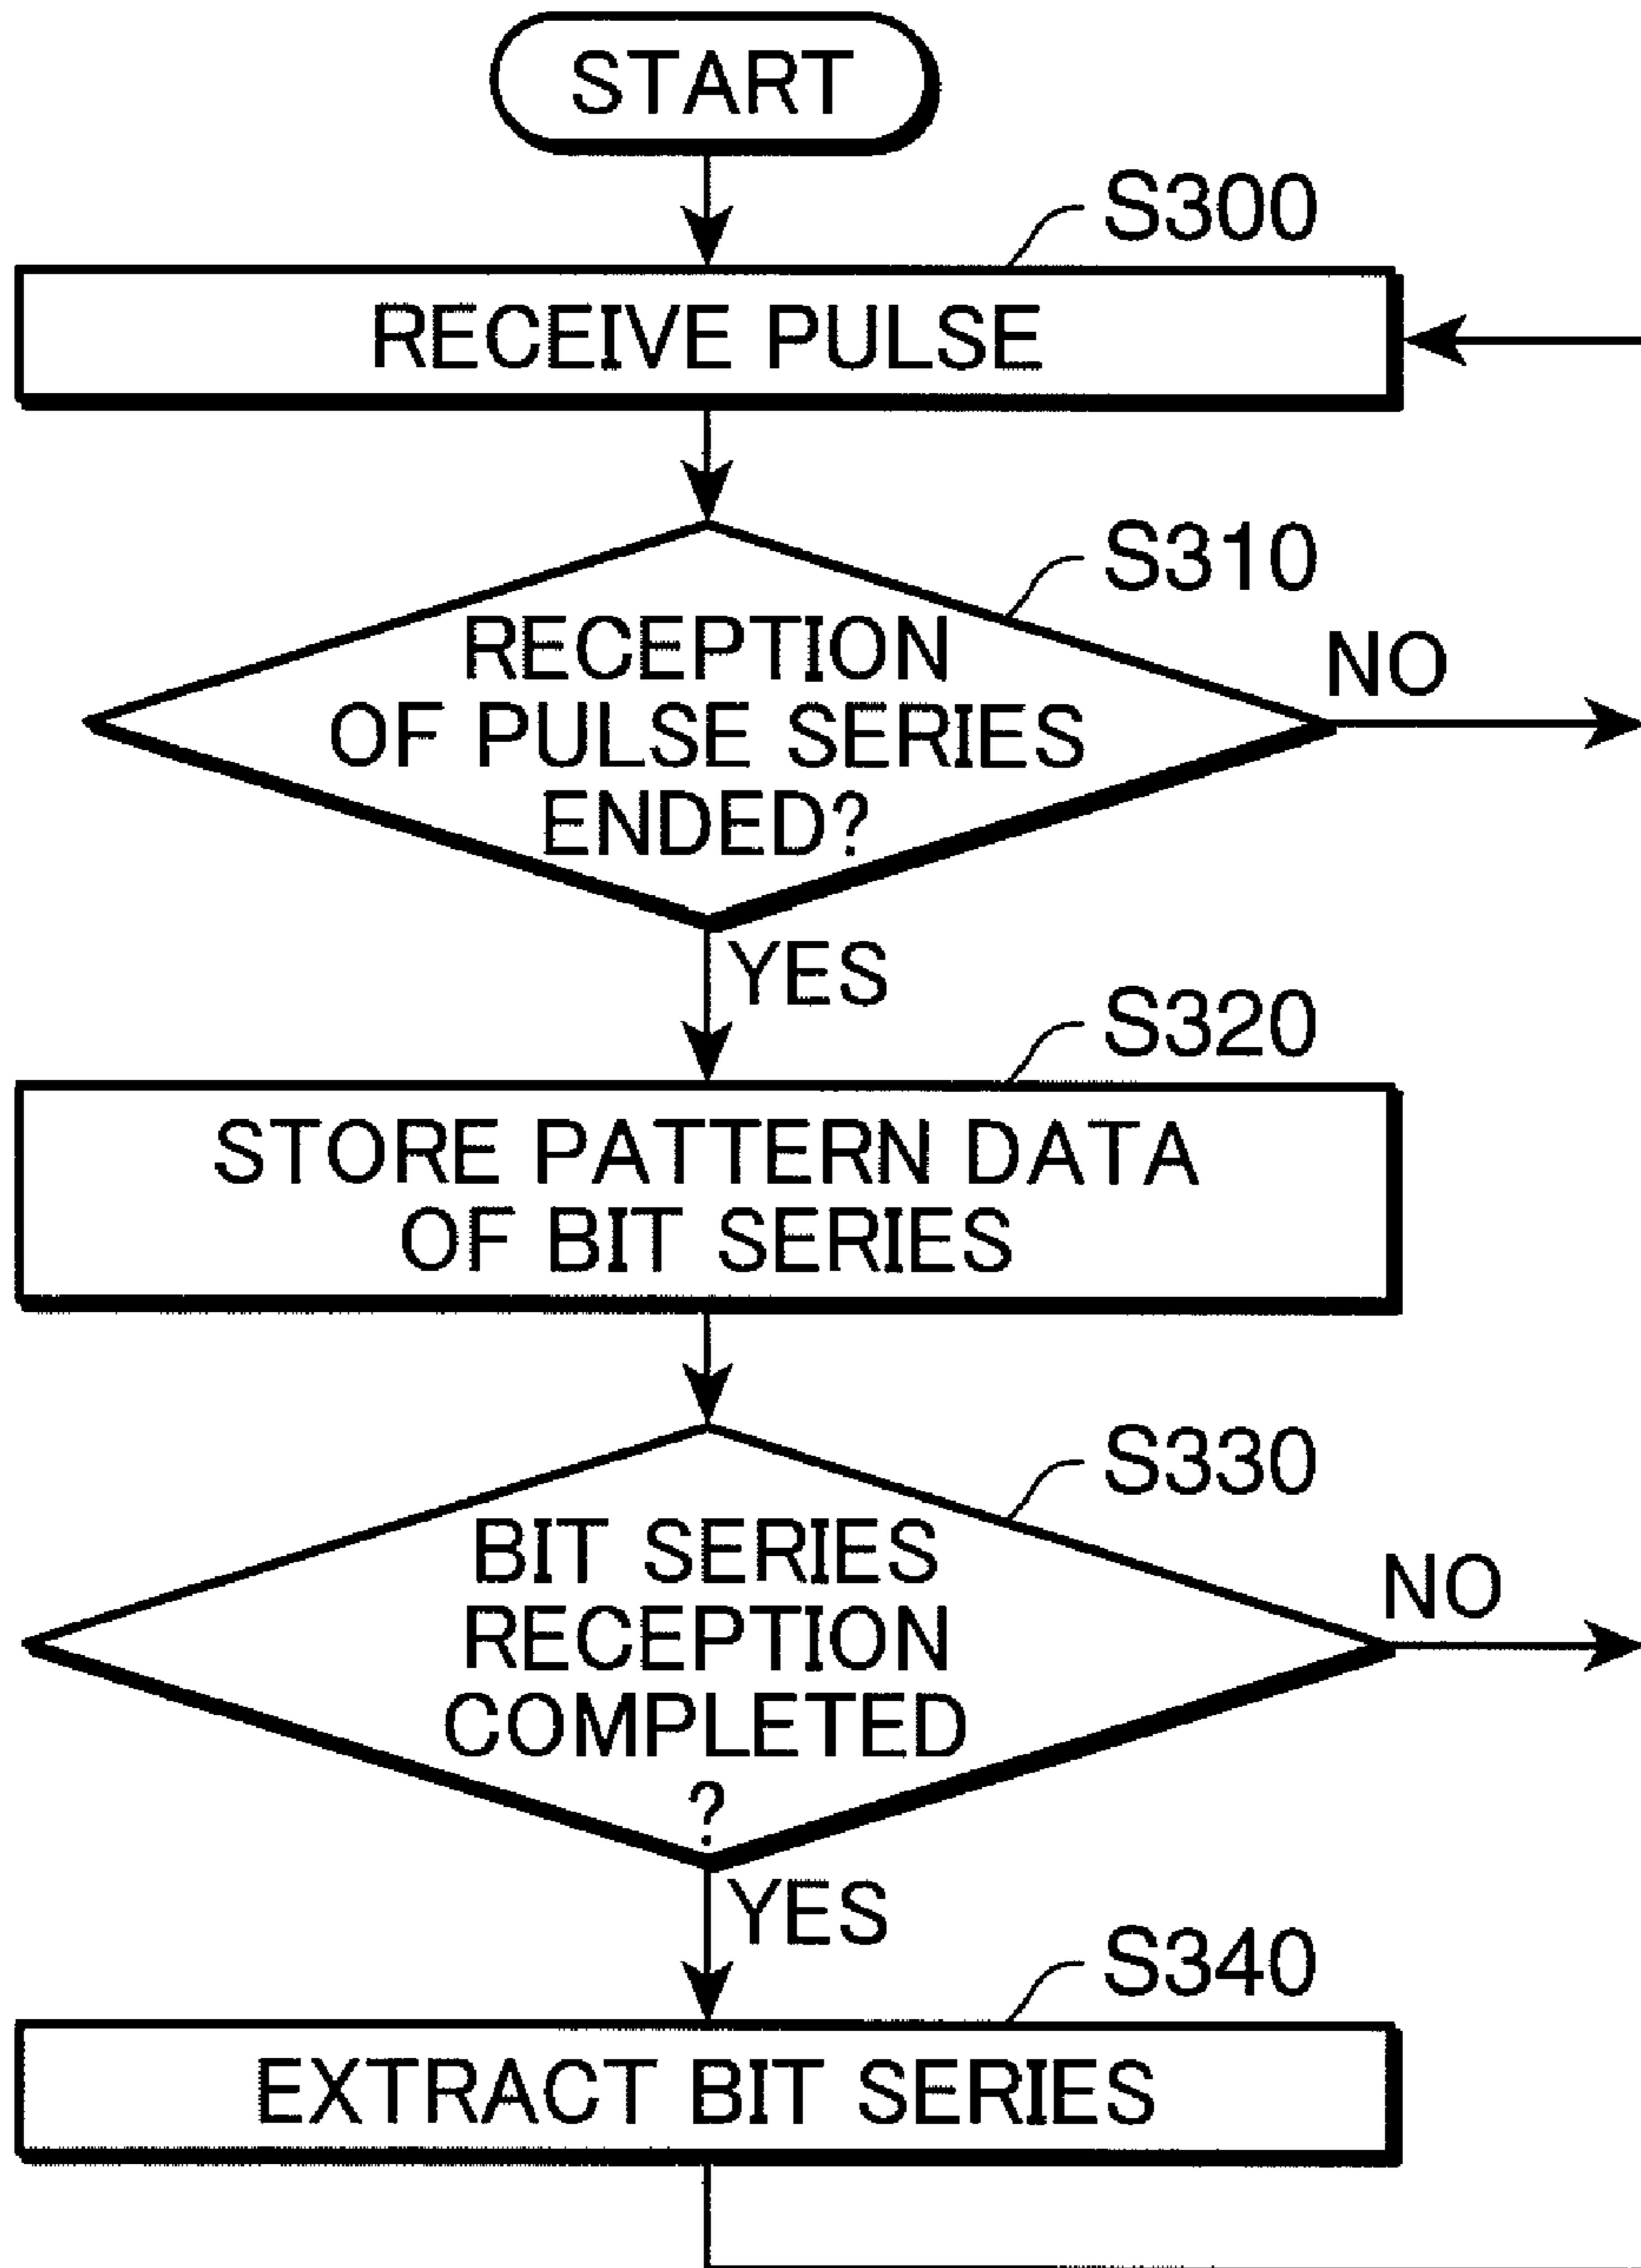 START
S300
RECEIVE PULSE
S310
RECEPTION
OF PULSE SERIES
ENDED?
NO
YES
S320
STORE PATTERN DATA
OF BIT SERIES
S330
BIT SERIES
RECEPTION
COMPLETED
?
NO
YES
S340
EXTRACT BIT SERIES